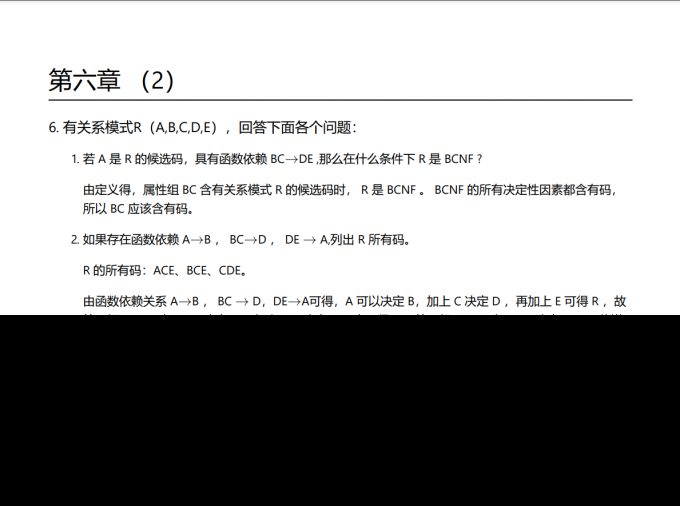 第六章 （2）
6. 有关系模式R（A,B,C,D,E），回答下面各个问题：
1. 若 A 是 R 的候选码，具有函数依赖 BC→DE ,那么在什么条件下 R 是 BCNF ?
由定义得，属性组 BC 含有关系模式 R 的候选码时， R 是 BCNF 。 BCNF 的所有决定性因素都含有码，
所以 BC 应该含有码。
2. 如果存在函数依赖 A→B ， BC→D ， DE → A,列出 R 所有码。
R 的所有码：ACE、BCE、CDE。
由函数依赖关系 A→B ， BC → D，DE→A可得，A 可以决定 B，加上 C 决定 D ，再加上 E 可得 R ，故